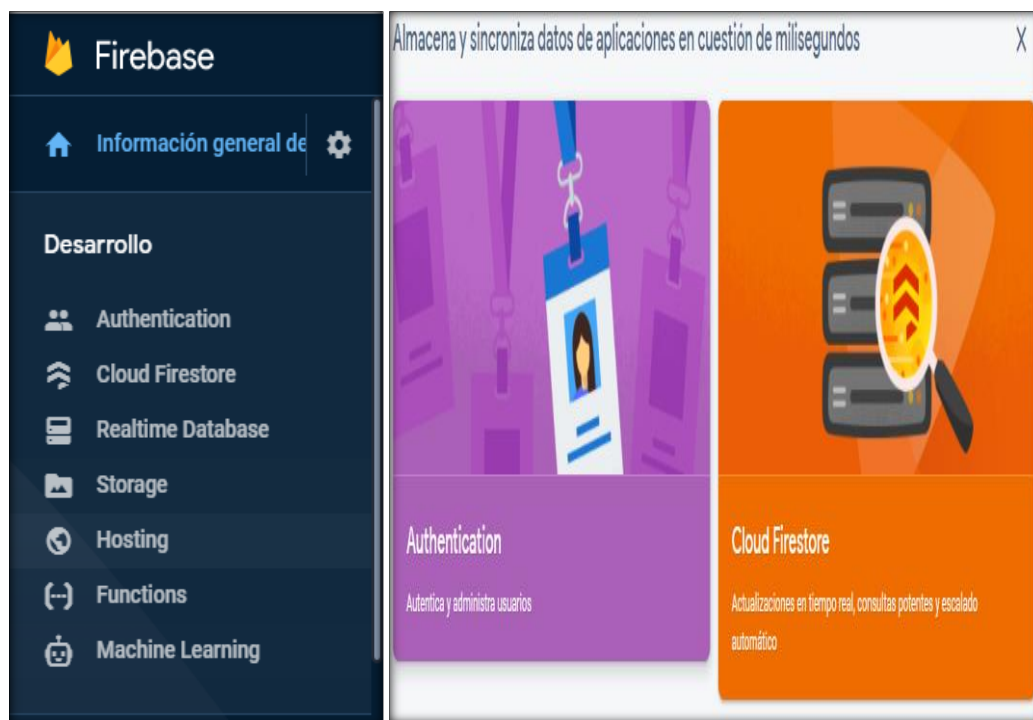 Firebase
Información general de
Desarrollo
Authentication
Cloud Firestore
Realtime Database
Storage
Hosting
Functions
Machine Learning
Almacena y sincroniza datos de aplicaciones en cuestión de milisegundos
Authentication
Autentica y administra usuarios
Cloud Firestore
Actualizaciones en tiempo real, consultas potentes y escalado
automático